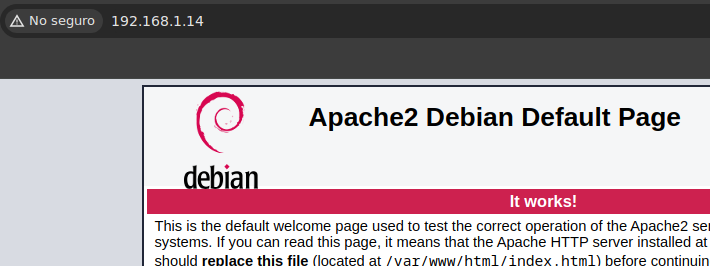 No seguro 192.168.1.14
Apache2 Debian Default Page
debian
It works!
This is the default welcome page used to test the correct operation of the Apache2
systems. If you can read this page, it means that the Apache HTTP server installed at
should replace this file (located at /var/www/html/index.html) before